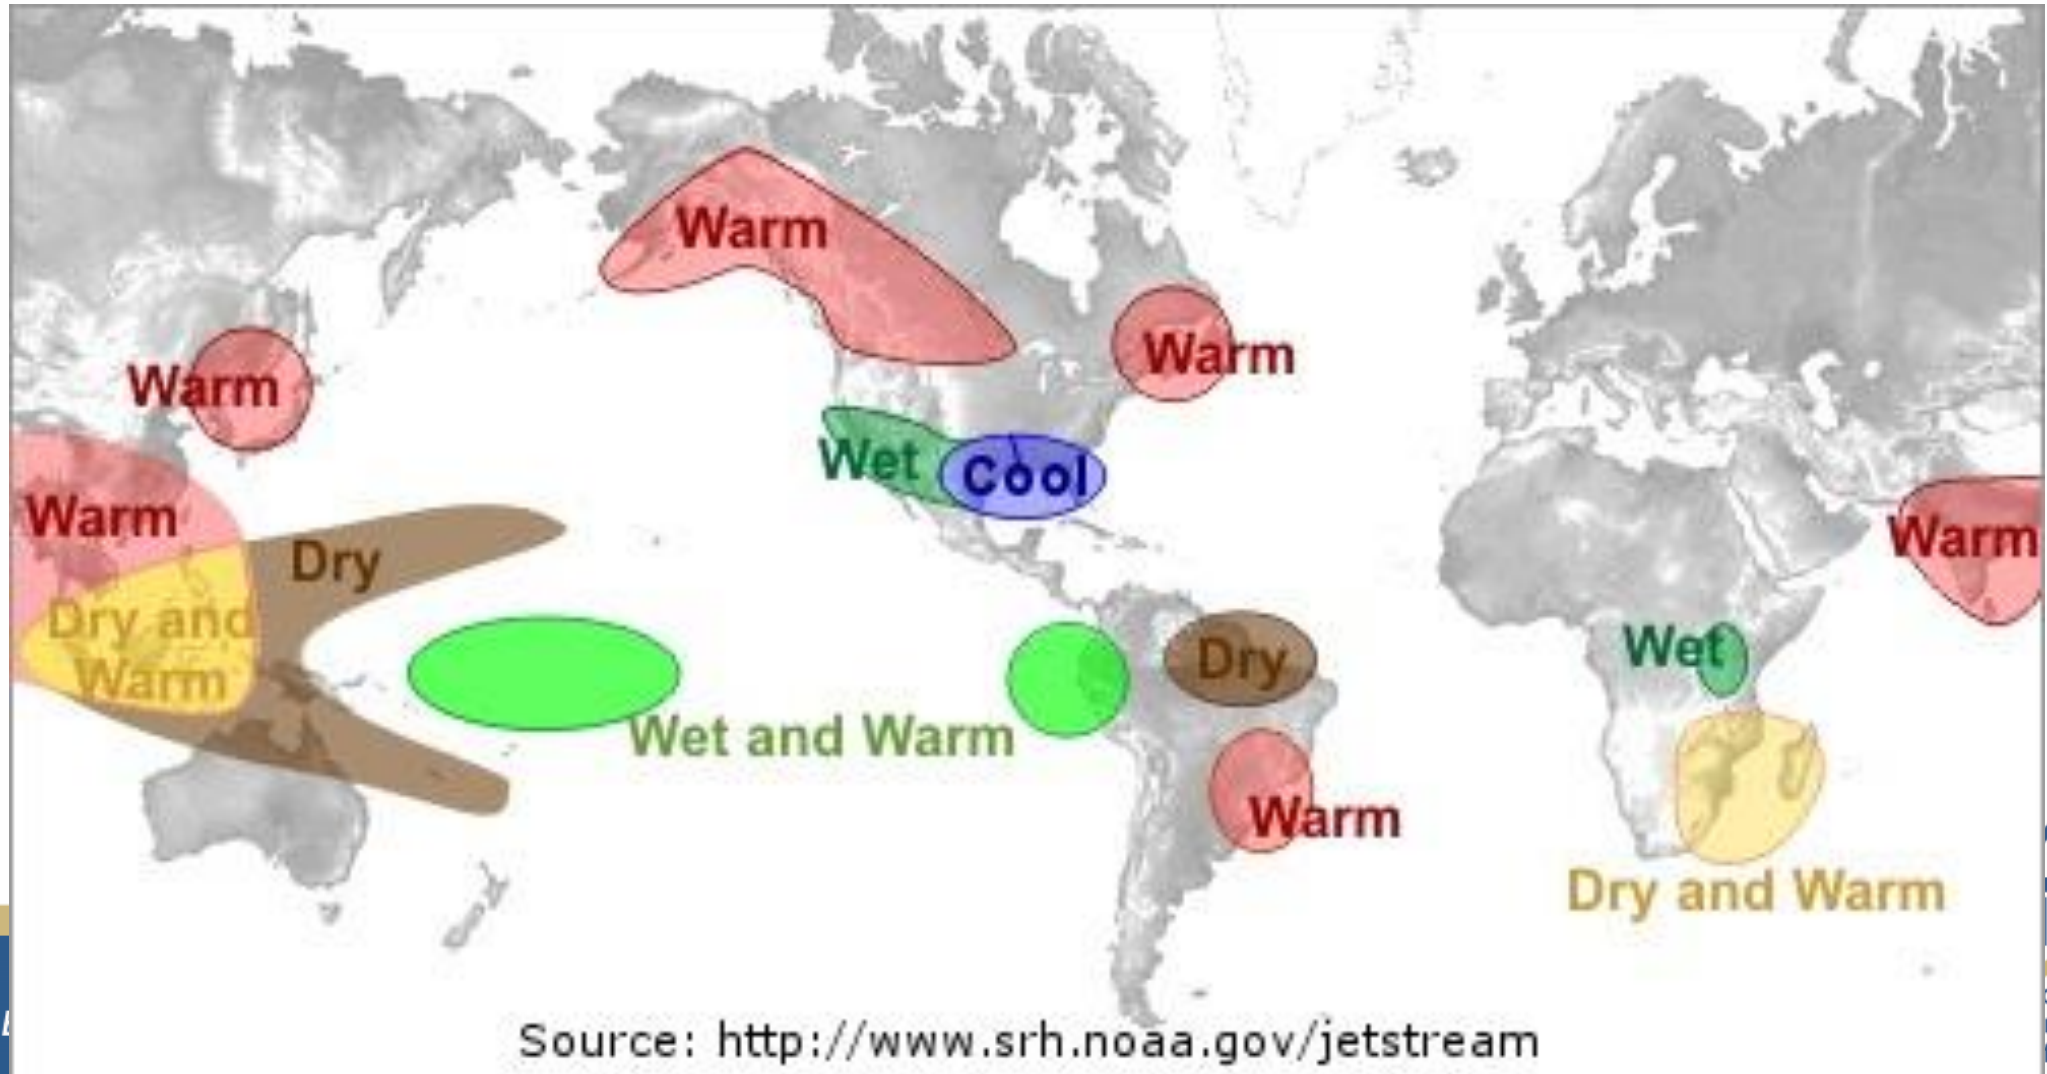 Warm
Warm
Warm
Wet
Cool
Warm
Dry
Warm
Dry and
Warm
Wet
Dry
Wet and Warm
Warm
Dry and Warm
Source: http://www.srh.noaa.gov/jetstream